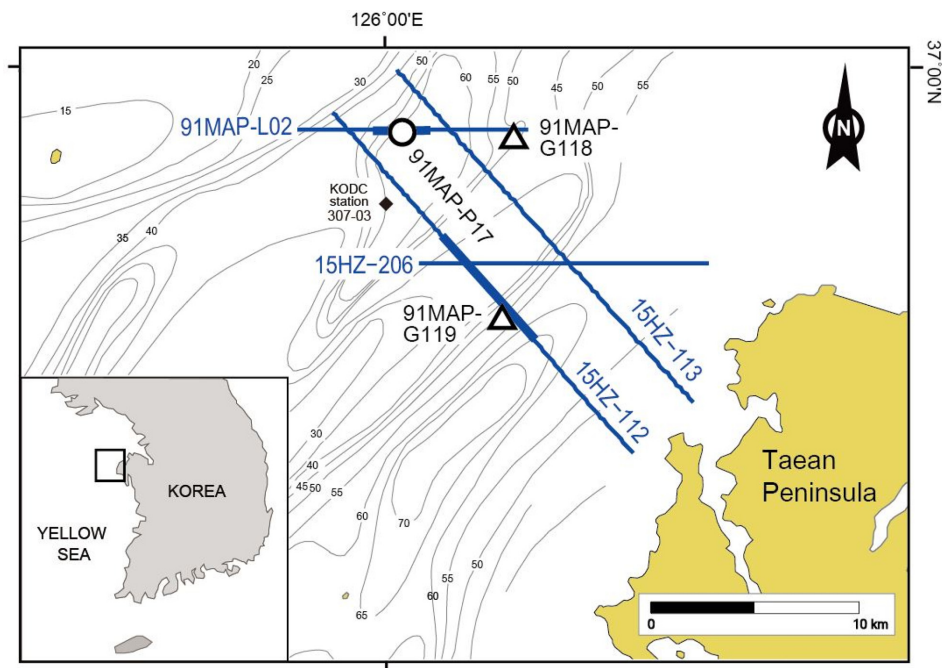 126°00'E
37°00'N
20
25
30
50
60
55
50
55
15
91MAP-L02
91MAP-
G118
N
91MAP-P17
KODC
station
307-03
40
35
15HZ-206
91MAP-
G119
15HZ-113
15HZ-112
30
40
45
50
55
60
70
50
55
60
65
KOREA
YELLOW
SEA
Taean
Peninsula
0
10 km